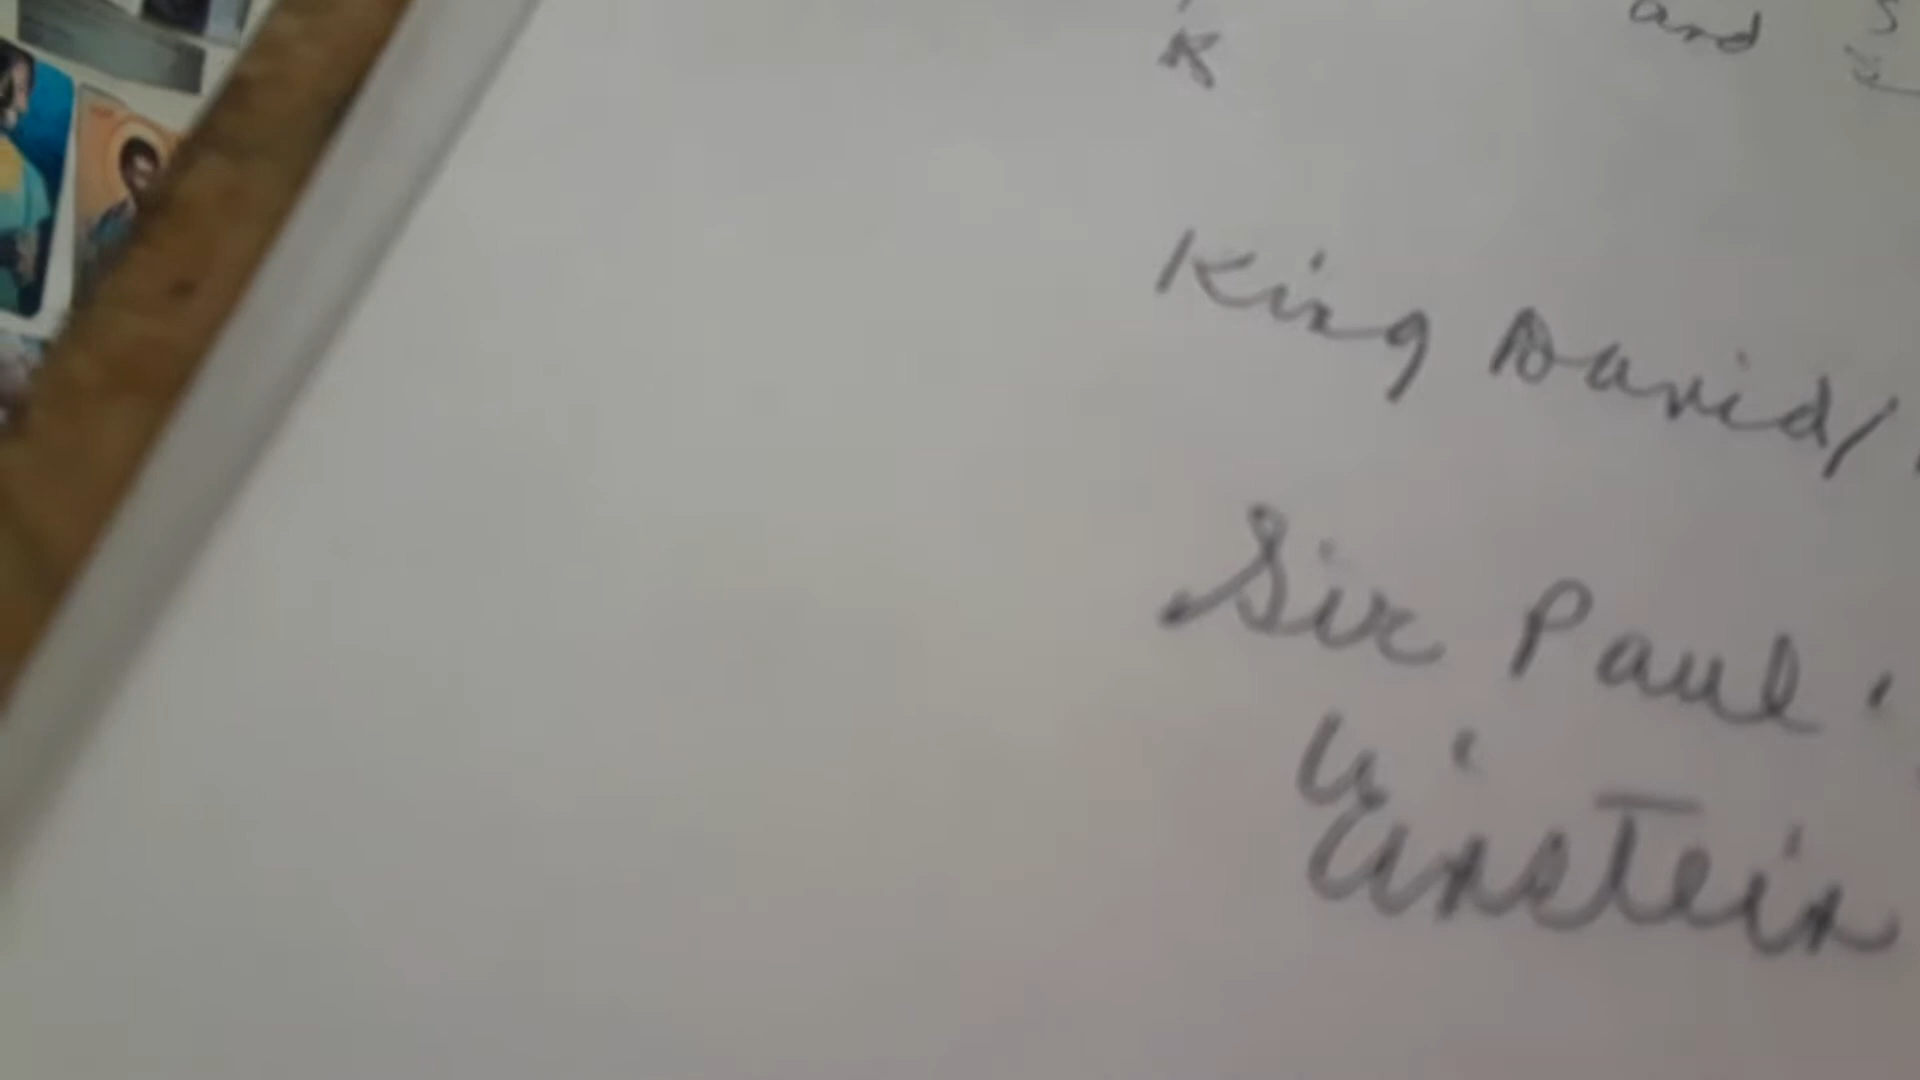 and
K
King David/
Sir Paul
Einstein